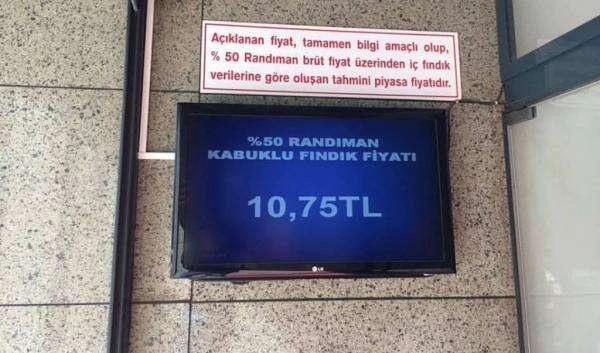 Açıklanan fiyat, tamamen bilgi amaçlı olup,
% 50 Randıman brüt fiyat üzerinden iç fındık
verilerine göre oluşan tahmini piyasa fiyatıdır.
%50 RANDIMAN
KABUKLU FINDIK FİYATI
10,75TL
LG